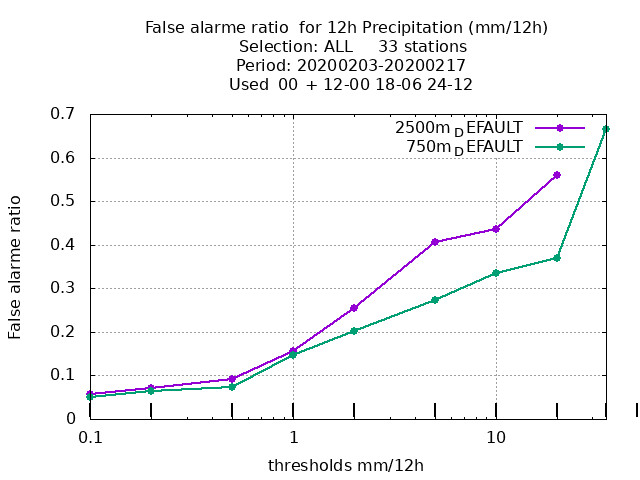 False alarme ratio  for 12h Precipitation (mm/12h)
Selection: ALL     33 stations
Period: 20200203-20200217
Used  00 + 12-00 18-06 24-12
0.7
0.6
0.5
0.4
0.3
0.2
0.1
0
False alarme ratio
2500m_DEFAULT
750m_DEFAULT
0.1 1 10
thresholds mm/12h